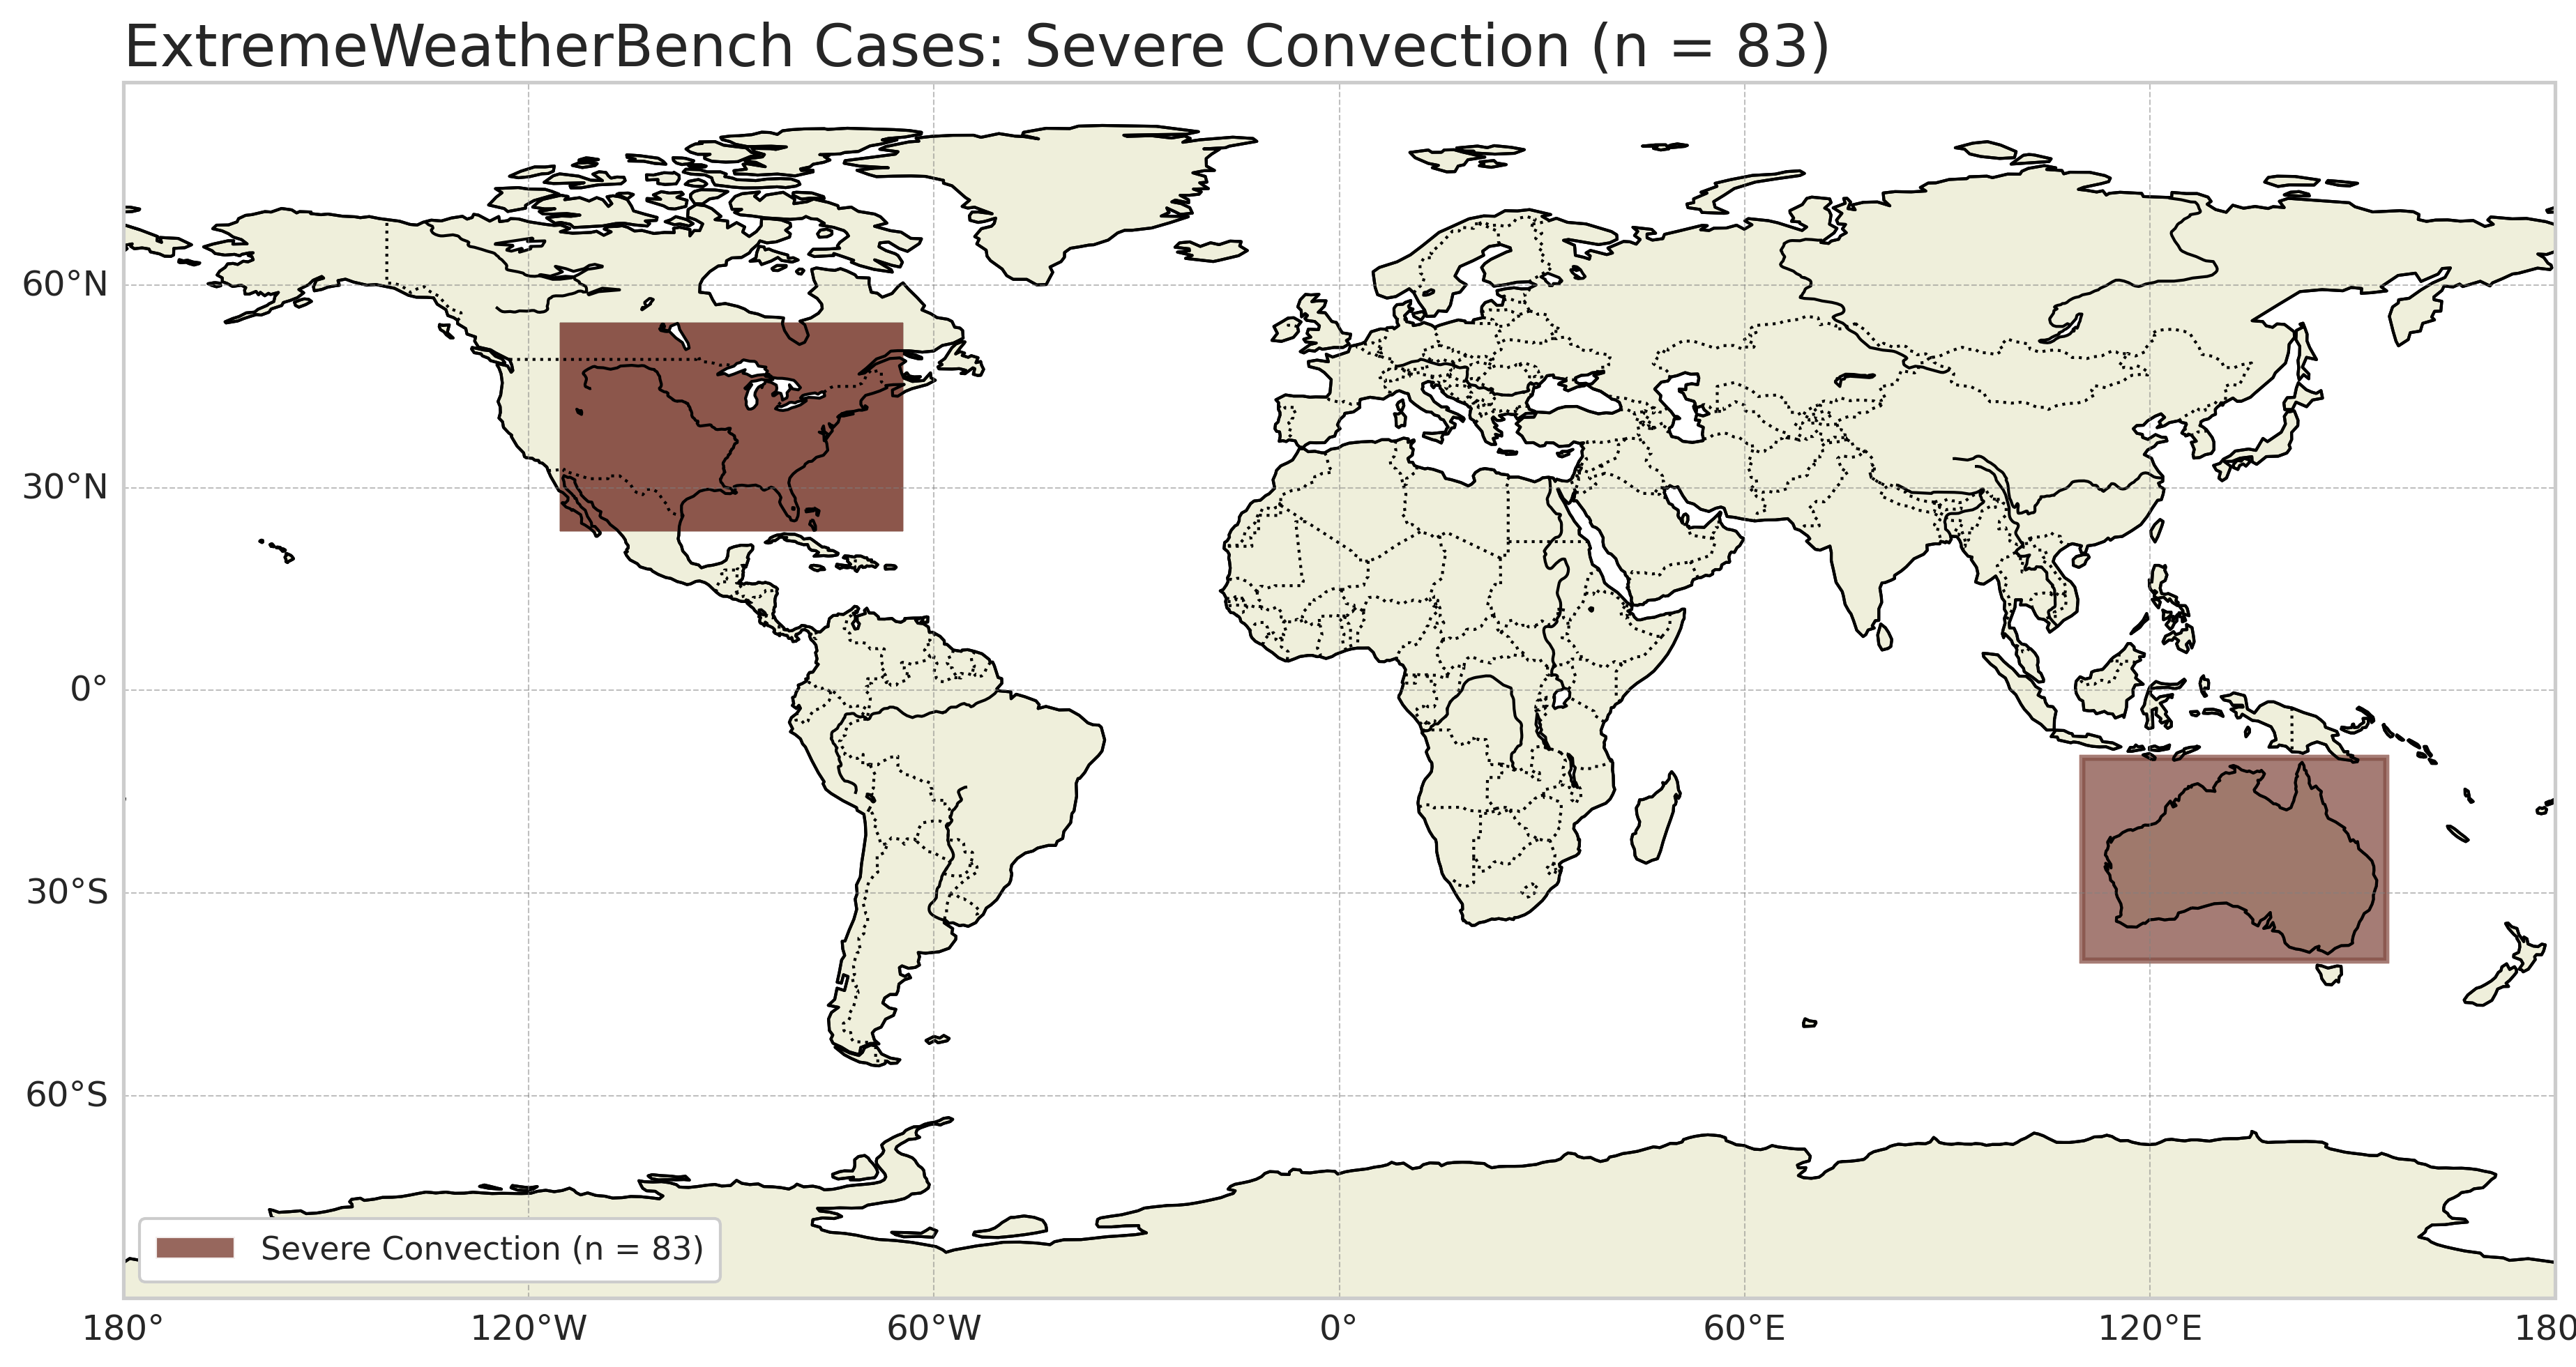 ExtremeWeatherBench Cases: Severe Convection (n = 83)
60°N
30°N
0°
30°S
60°S
Severe Convection (n = 83)
180°
120°W
60°W
0°
60°E
120°E
180